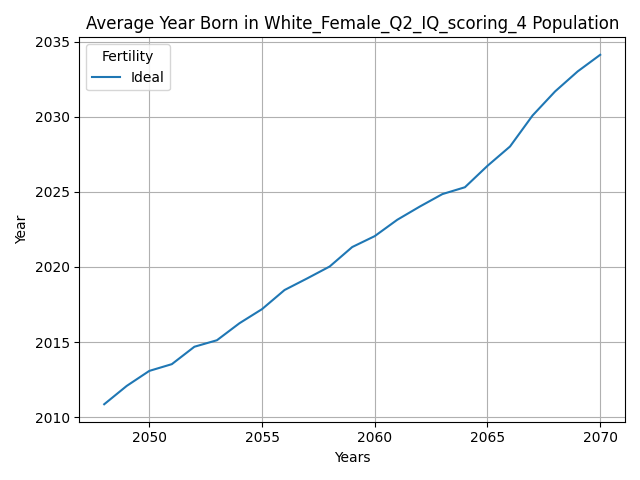 Average Year Born in White_Female_Q2_IQ_scoring_4 Population
Fertility
Ideal
2035
2030
2025
2020
2015
2010
Year
2050
2055
2060
2065
2070
Years